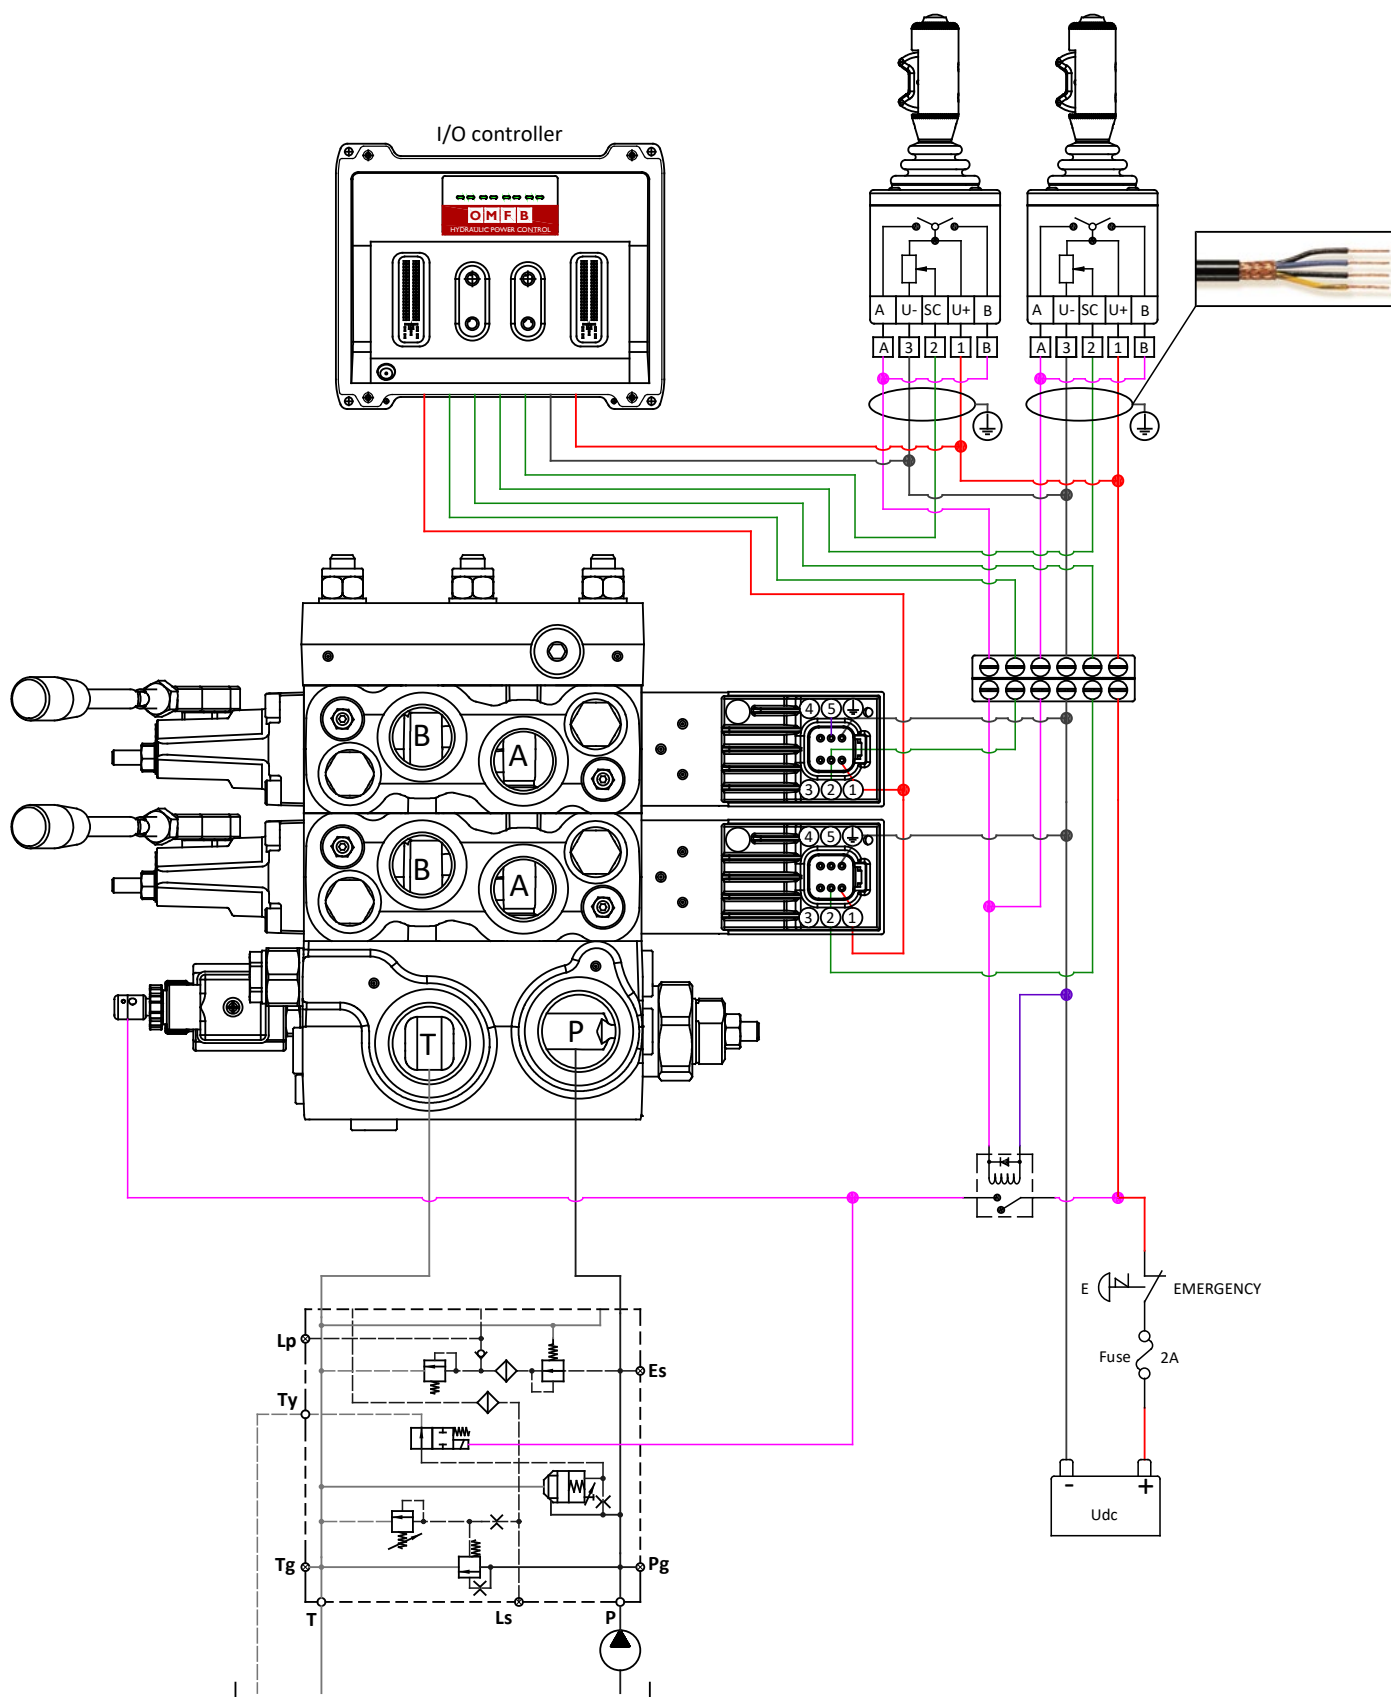 I/O controller
OMFB
HYDRAULIC POWER CONTROL
A U- SC U+ B
A 3 2 1 B
A U- SC U+ B
A 3 2 1 B
B
A
4 5
3 2 1
B
A
4 5
3 2 1
T
P
E
EMERGENCY
Fuse
2A
Lp
Es
Ty
- +
Udc
Tg
Pg
T
Ls
P